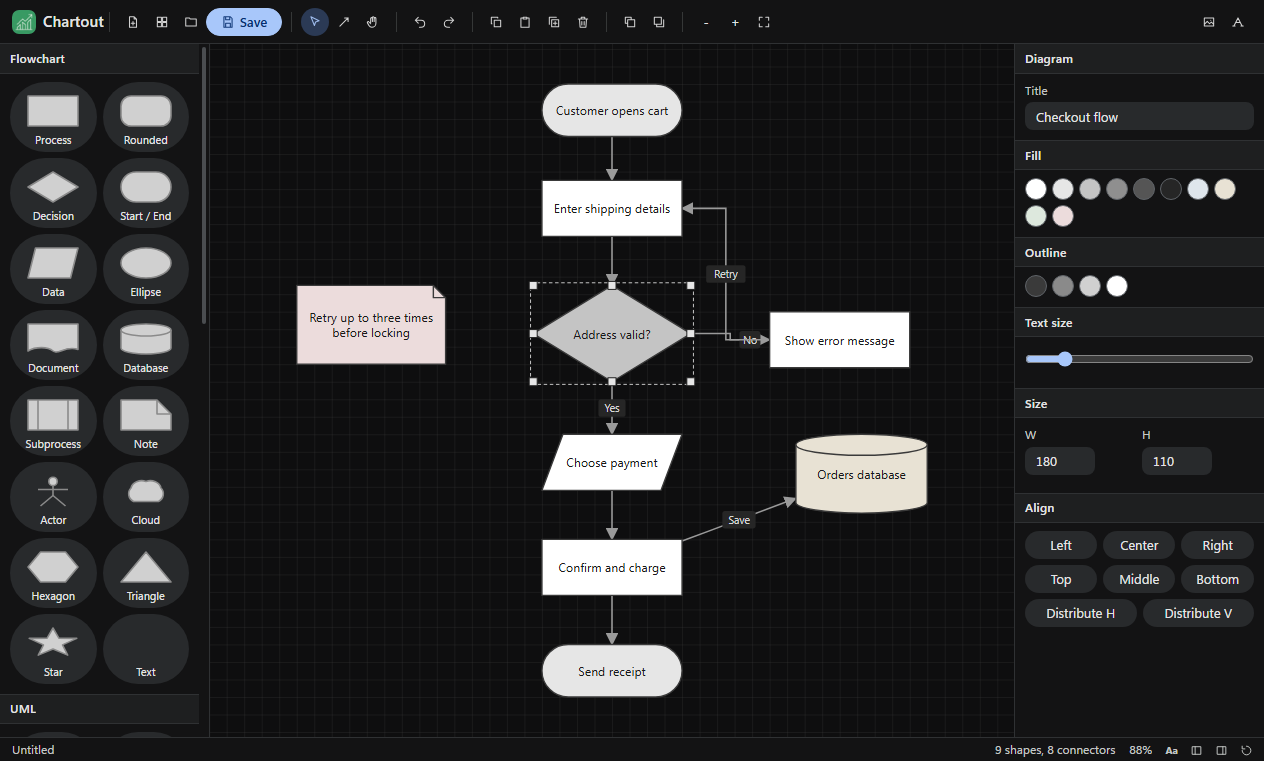 Chartout
Save
- +
Flowchart
Process
Rounded
Decision
Start / End
Data
Ellipse
Document
Database
Subprocess
Note
Actor
Cloud
Hexagon
Triangle
Star
Text
UML
Customer opens cart
Enter shipping details
Retry
Retry up to three times
before locking
Address valid?
No
Show error message
Yes
Choose payment
Orders database
Save
Confirm and charge
Send receipt
Diagram
Title
Checkout flow
Fill
Outline
Text size
Size
W
H
180
110
Align
Left
Center
Right
Top
Middle
Bottom
Distribute H
Distribute V
Untitled
9 shapes, 8 connectors
88%
Aa